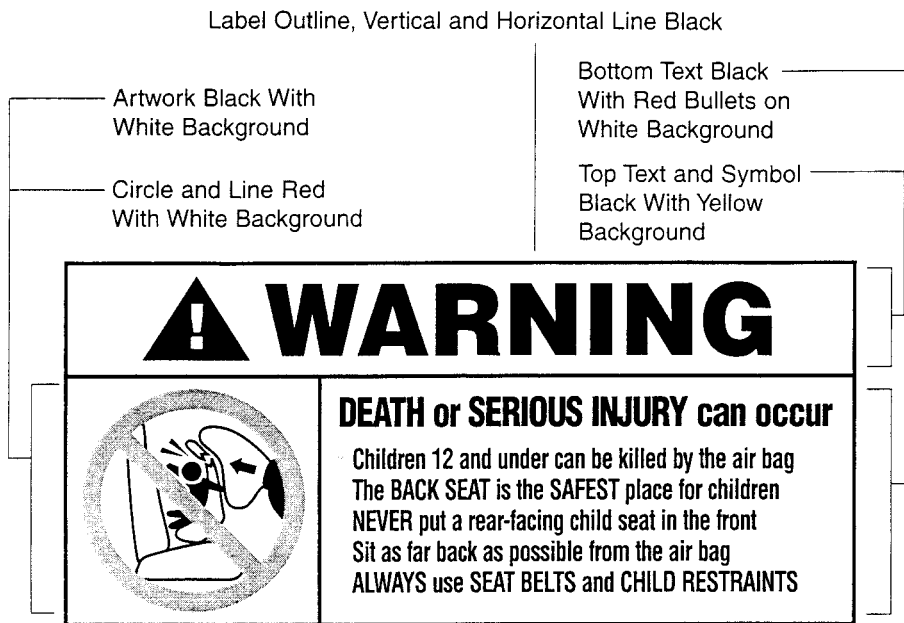 Label Outline, Vertical and Horizontal Line Black
Artwork Black With
White Background
Circle and Line Red
With White Background
Bottom Text Black
With Red Bullets on
White Background
Top Text and Symbol
Black With Yellow
Background
! WARNING
DEATH or SERIOUS INJURY can occur
Children 12 and under can be killed by the air bag
The BACK SEAT is the SAFEST place for children
NEVER put a rear-facing child seat in the front
Sit as far back as possible from the air bag
ALWAYS use SEAT BELTS and CHILD RESTRAINTS